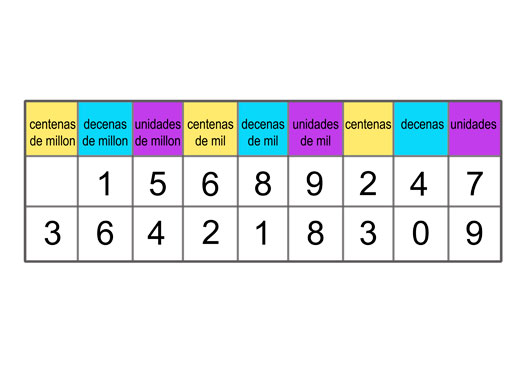 centenas de millon decenas de millon unidades de millon centenas de mil decenas de mil unidades de mil centenas decenas unidades
1 5 6 8 9 2 4 7
3 6 4 2 1 8 3 0 9